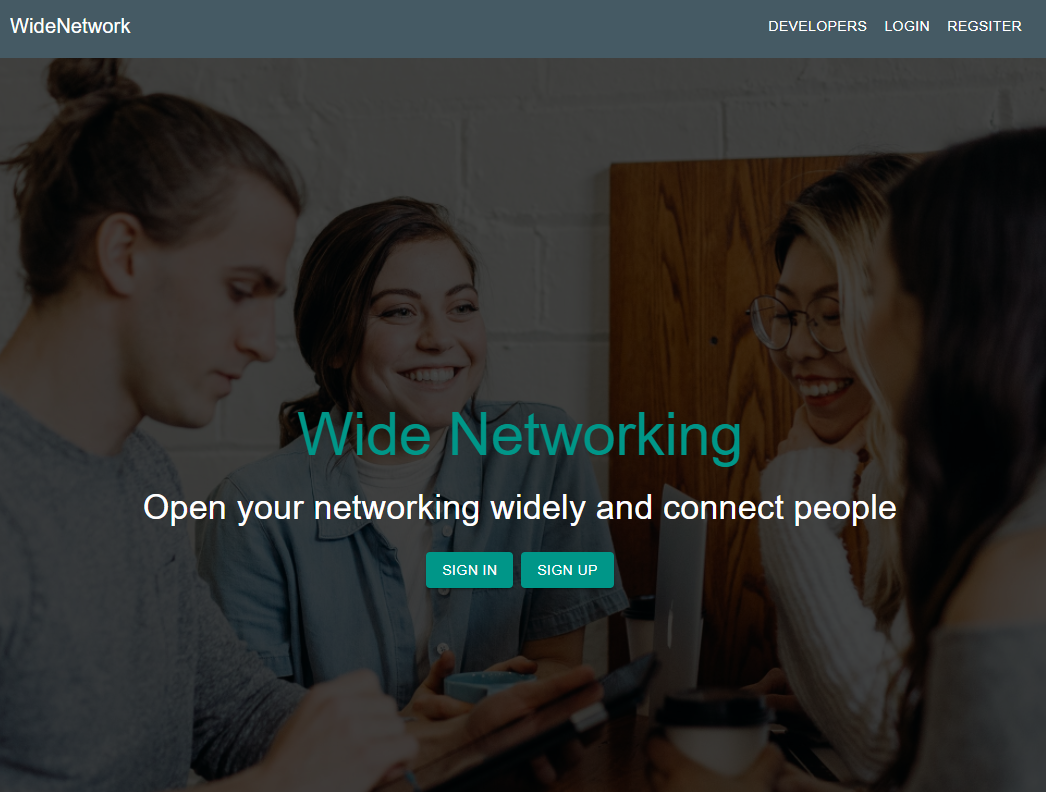 WideNetwork
DEVELOPERS LOGIN REGSITER
Wide Networking
Open your networking widely and connect people
SIGN IN SIGN UP